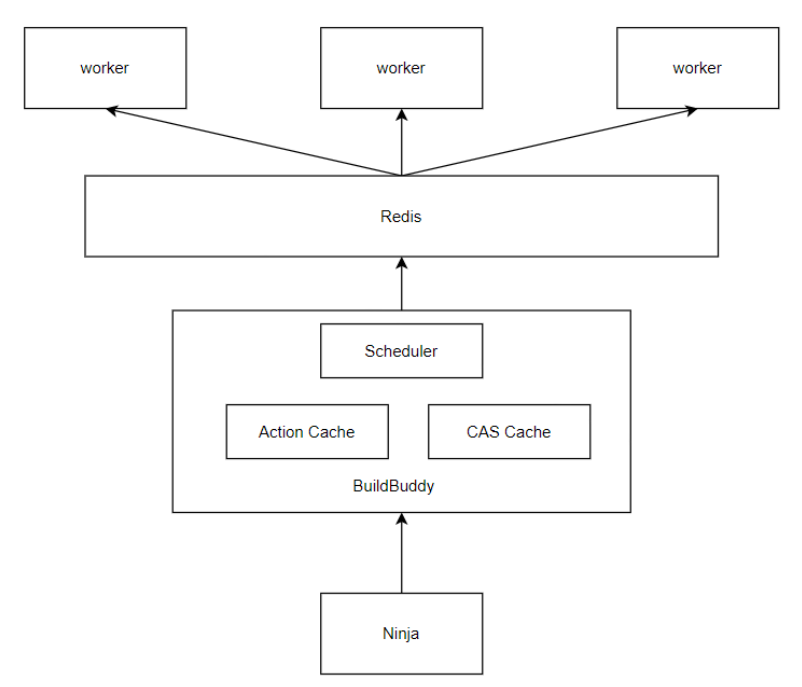 worker
worker
worker
Redis
Scheduler
Action Cache
CAS Cache
BuildBuddy
Ninja